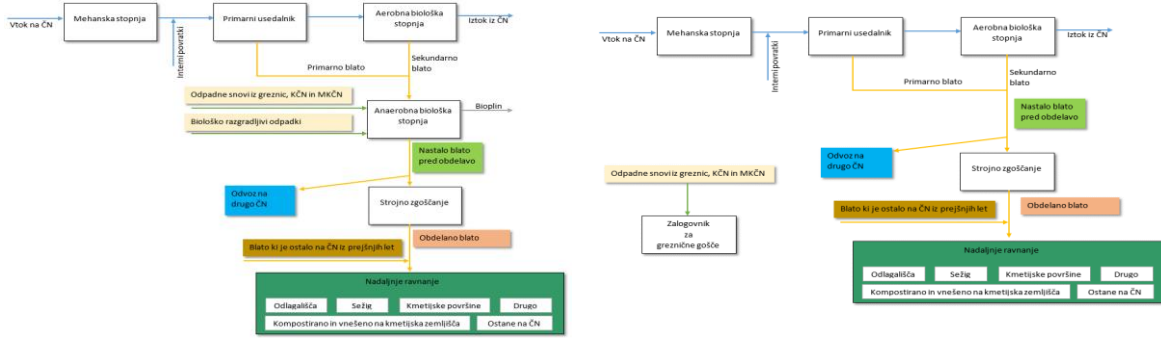 Vtok na ČN
Mehanska stopnja
Interni povratki
Primarni usedalnik
Aerobna biološka
stopnja
Iztok iz ČN
Primarno blato
Sekundarno
blato
Odpadne snovi iz greznic, KČN in MKČN
Biološko razgradljivi odpadki
Anaerobna biološka
stopnja
Bioplin
Nastalo blato
pred obdelavo
Odvoz na
drugo ČN
Strojno zgoščanje
Blato ki je ostalo na ČN iz prejšnjih let
Obdelano blato
Nadaljnje ravnanje
Odlagališča
Sežig
Kmetijske površine
Drugo
Kompostirano in vnešeno na kmetijska zemljišča
Ostane na ČN
Vtok na ČN
Mehanska stopnja
Interni povratki
Primarni usedalnik
Aerobna biološka
stopnja
Iztok iz ČN
Primarno blato
Sekundarno
blato
Nastalo blato
pred obdelavo
Odvoz na
drugo ČN
Strojno zgoščanje
Odpadne snovi iz greznic, KČN in MKČN
Zalogovnik
za
greznične gošče
Blato ki je ostalo na ČN iz prejšnjih let
Obdelano blato
Nadaljnje ravnanje
Odlagališča
Sežig
Kmetijske površine
Drugo
Kompostirano in vnešeno na kmetijska zemljišča
Ostane na ČN